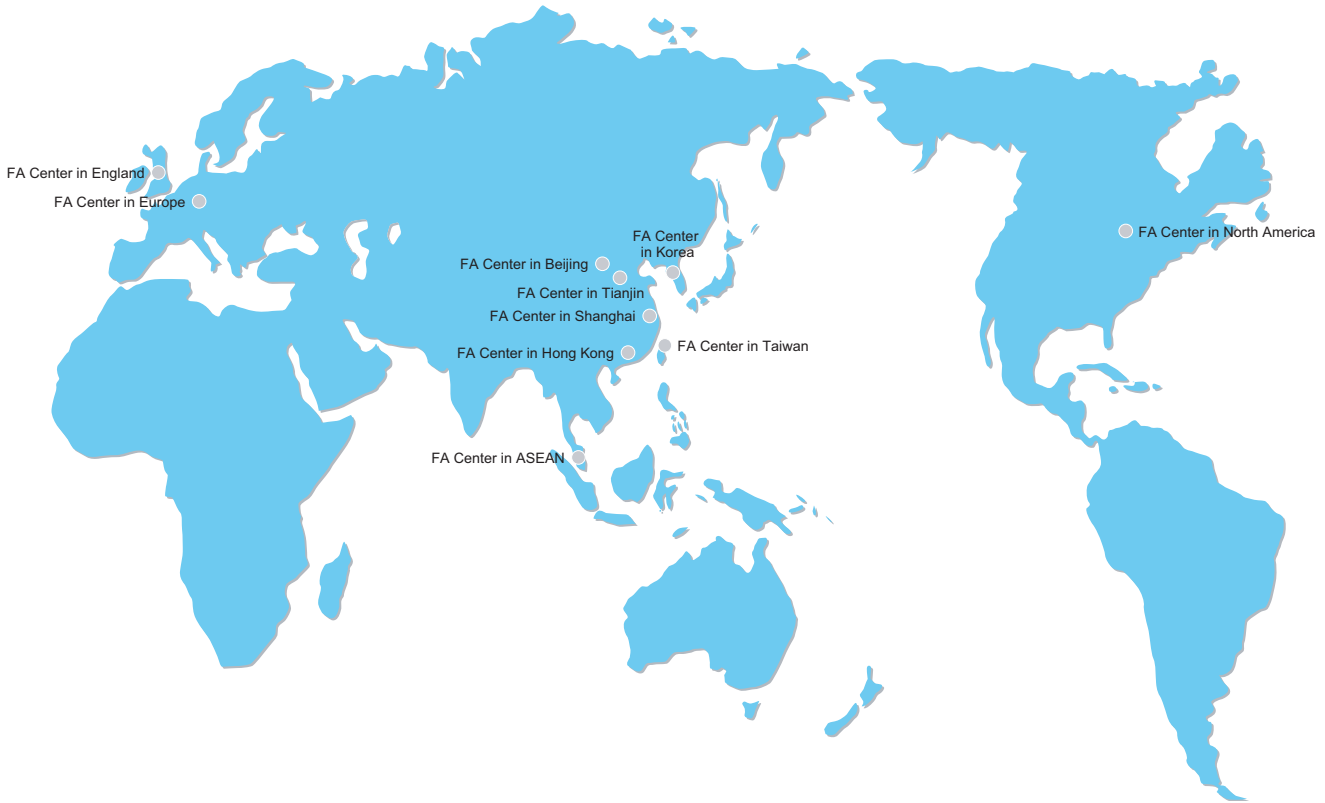 FA Center in England
FA Center in Europe
FA Center
in Korea
FA Center in North America
FA Center in Beijing
FA Center in Tianjin
FA Center in Shanghai
FA Center in Taiwan
FA Center in Hong Kong
FA Center in ASEAN